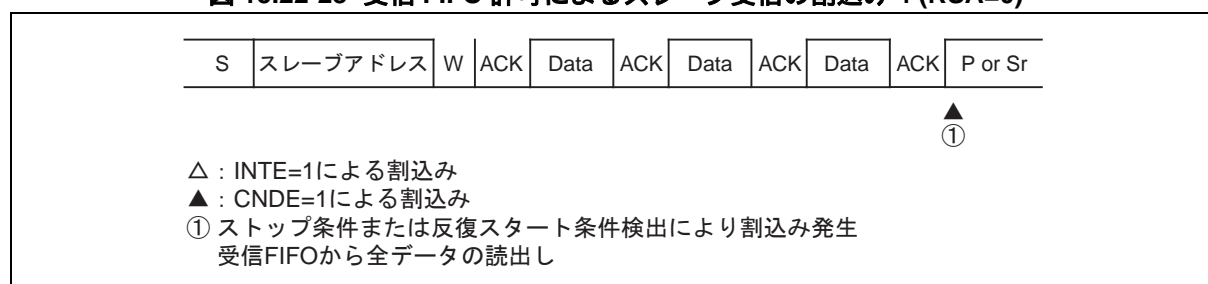 S スレーブアドレス W ACK Data ACK Data ACK Data ACK P or Sr
▲
①
△：INTE=1による割込み
▲：CNDE=1による割込み
① ストップ条件または反復スタート条件検出により割込み発生
受信FIFOから全データの読出し